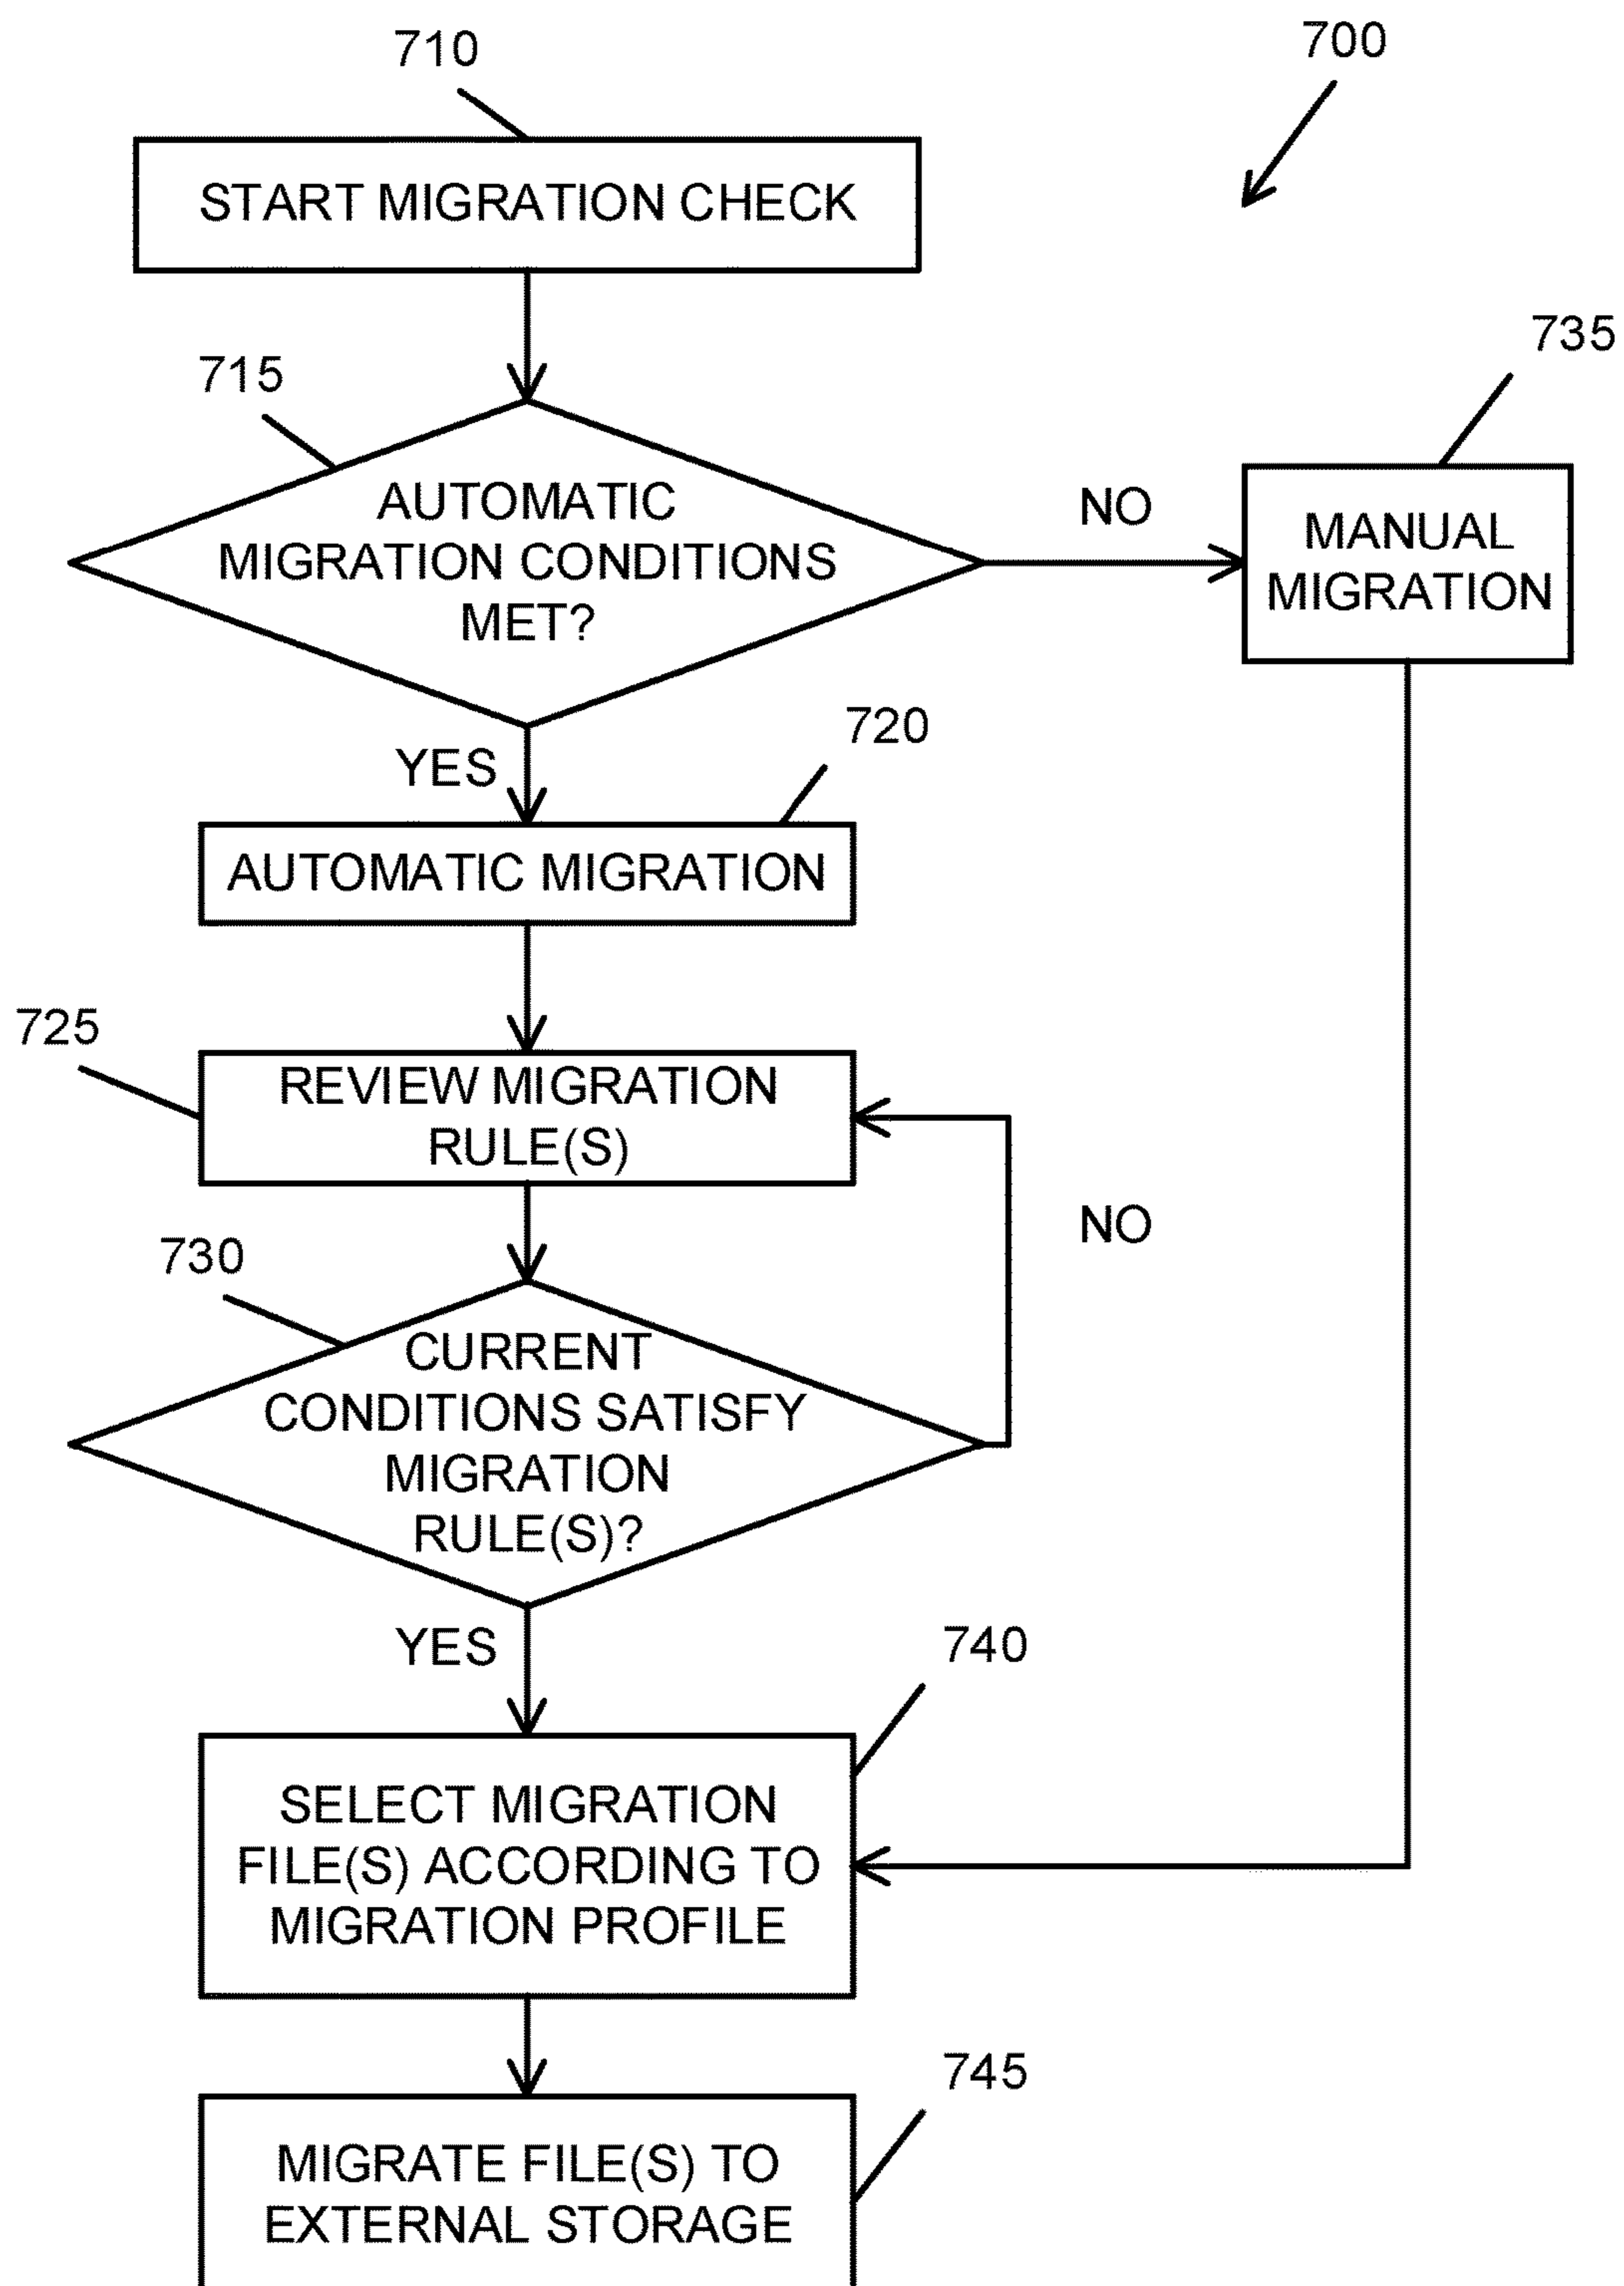 710
700
START MIGRATION CHECK
715
735
AUTOMATIC
MIGRATION CONDITIONS
MET?
NO
MANUAL
MIGRATION
YES
720
AUTOMATIC MIGRATION
725
REVIEW MIGRATION
RULE(S)
NO
730
CURRENT
CONDITIONS SATISFY
MIGRATION
RULE(S)?
YES
740
SELECT MIGRATION
FILE(S) ACCORDING TO
MIGRATION PROFILE
745
MIGRATE FILE(S) TO
EXTERNAL STORAGE